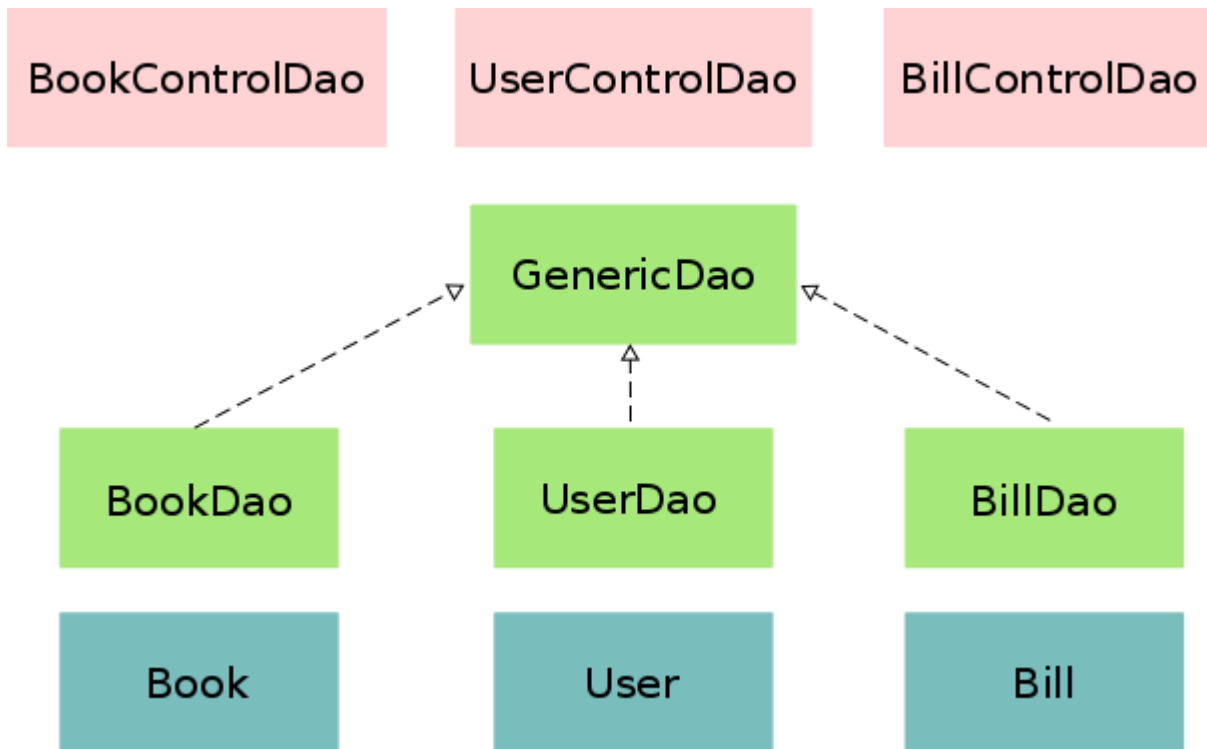 BookControlDao
UserControlDao
BillControlDao
GenericDao
BookDao
UserDao
BillDao
Book
User
Bill